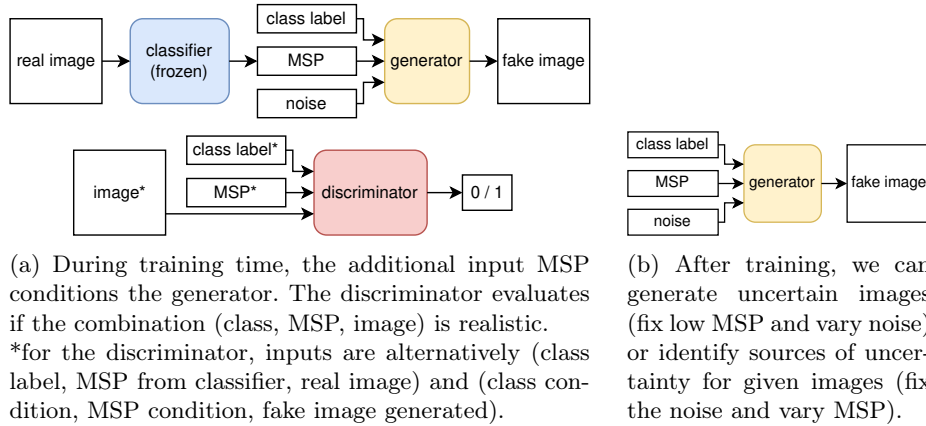 real image
classifier
(frozen)
class label
MSP
noise
generator
fake image
class label*
MSP*
image*
discriminator
0 / 1
(a) During training time, the additional input MSP
conditions the generator. The discriminator evaluates
if the combination (class, MSP, image) is realistic.
*for the discriminator, inputs are alternatively (class
label, MSP from classifier, real image) and (class con-
dition, MSP condition, fake image generated).
class label
MSP
noise
generator
fake image
(b) After training, we can
generate uncertain images
(fix low MSP and vary noise)
or identify sources of uncer-
tainty for given images (fix
the noise and vary MSP).